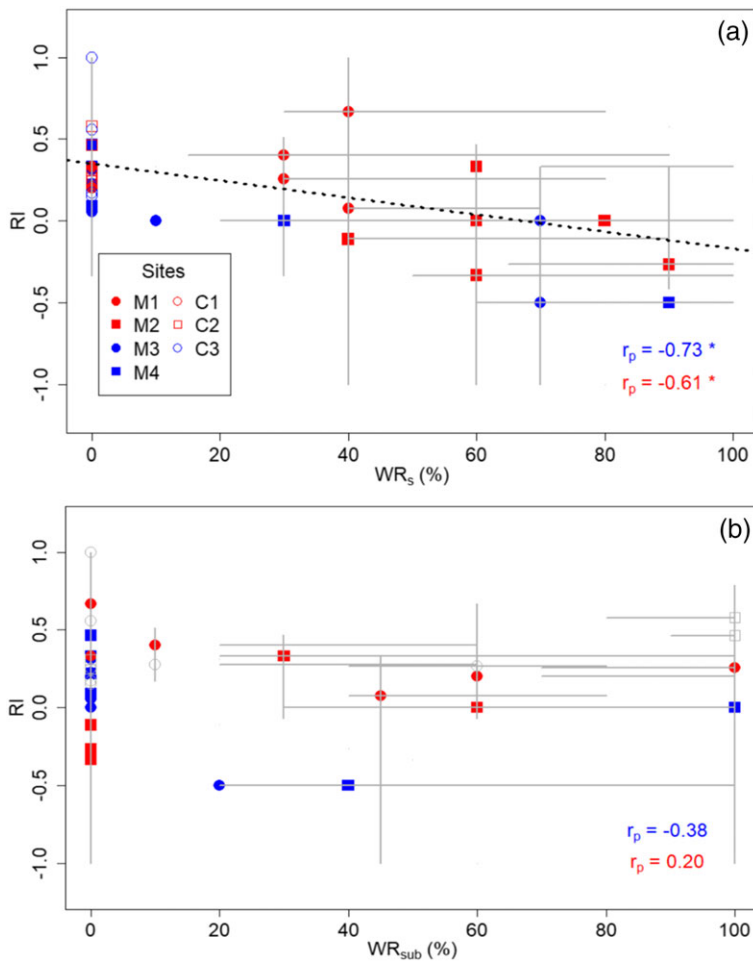 (a)
RI
1.0
0.5
0.0
-0.5
-1.0
Sites
M1 C1
M2 C2
M3 C3
M4
rp = -0.73 *
rp = -0.61 *
0 20 40 60 80 100
WRs (%)
(b)
RI
1.0
0.5
0.0
-0.5
-1.0
rp = -0.38
rp = 0.20
0 20 40 60 80 100
WRsub (%)